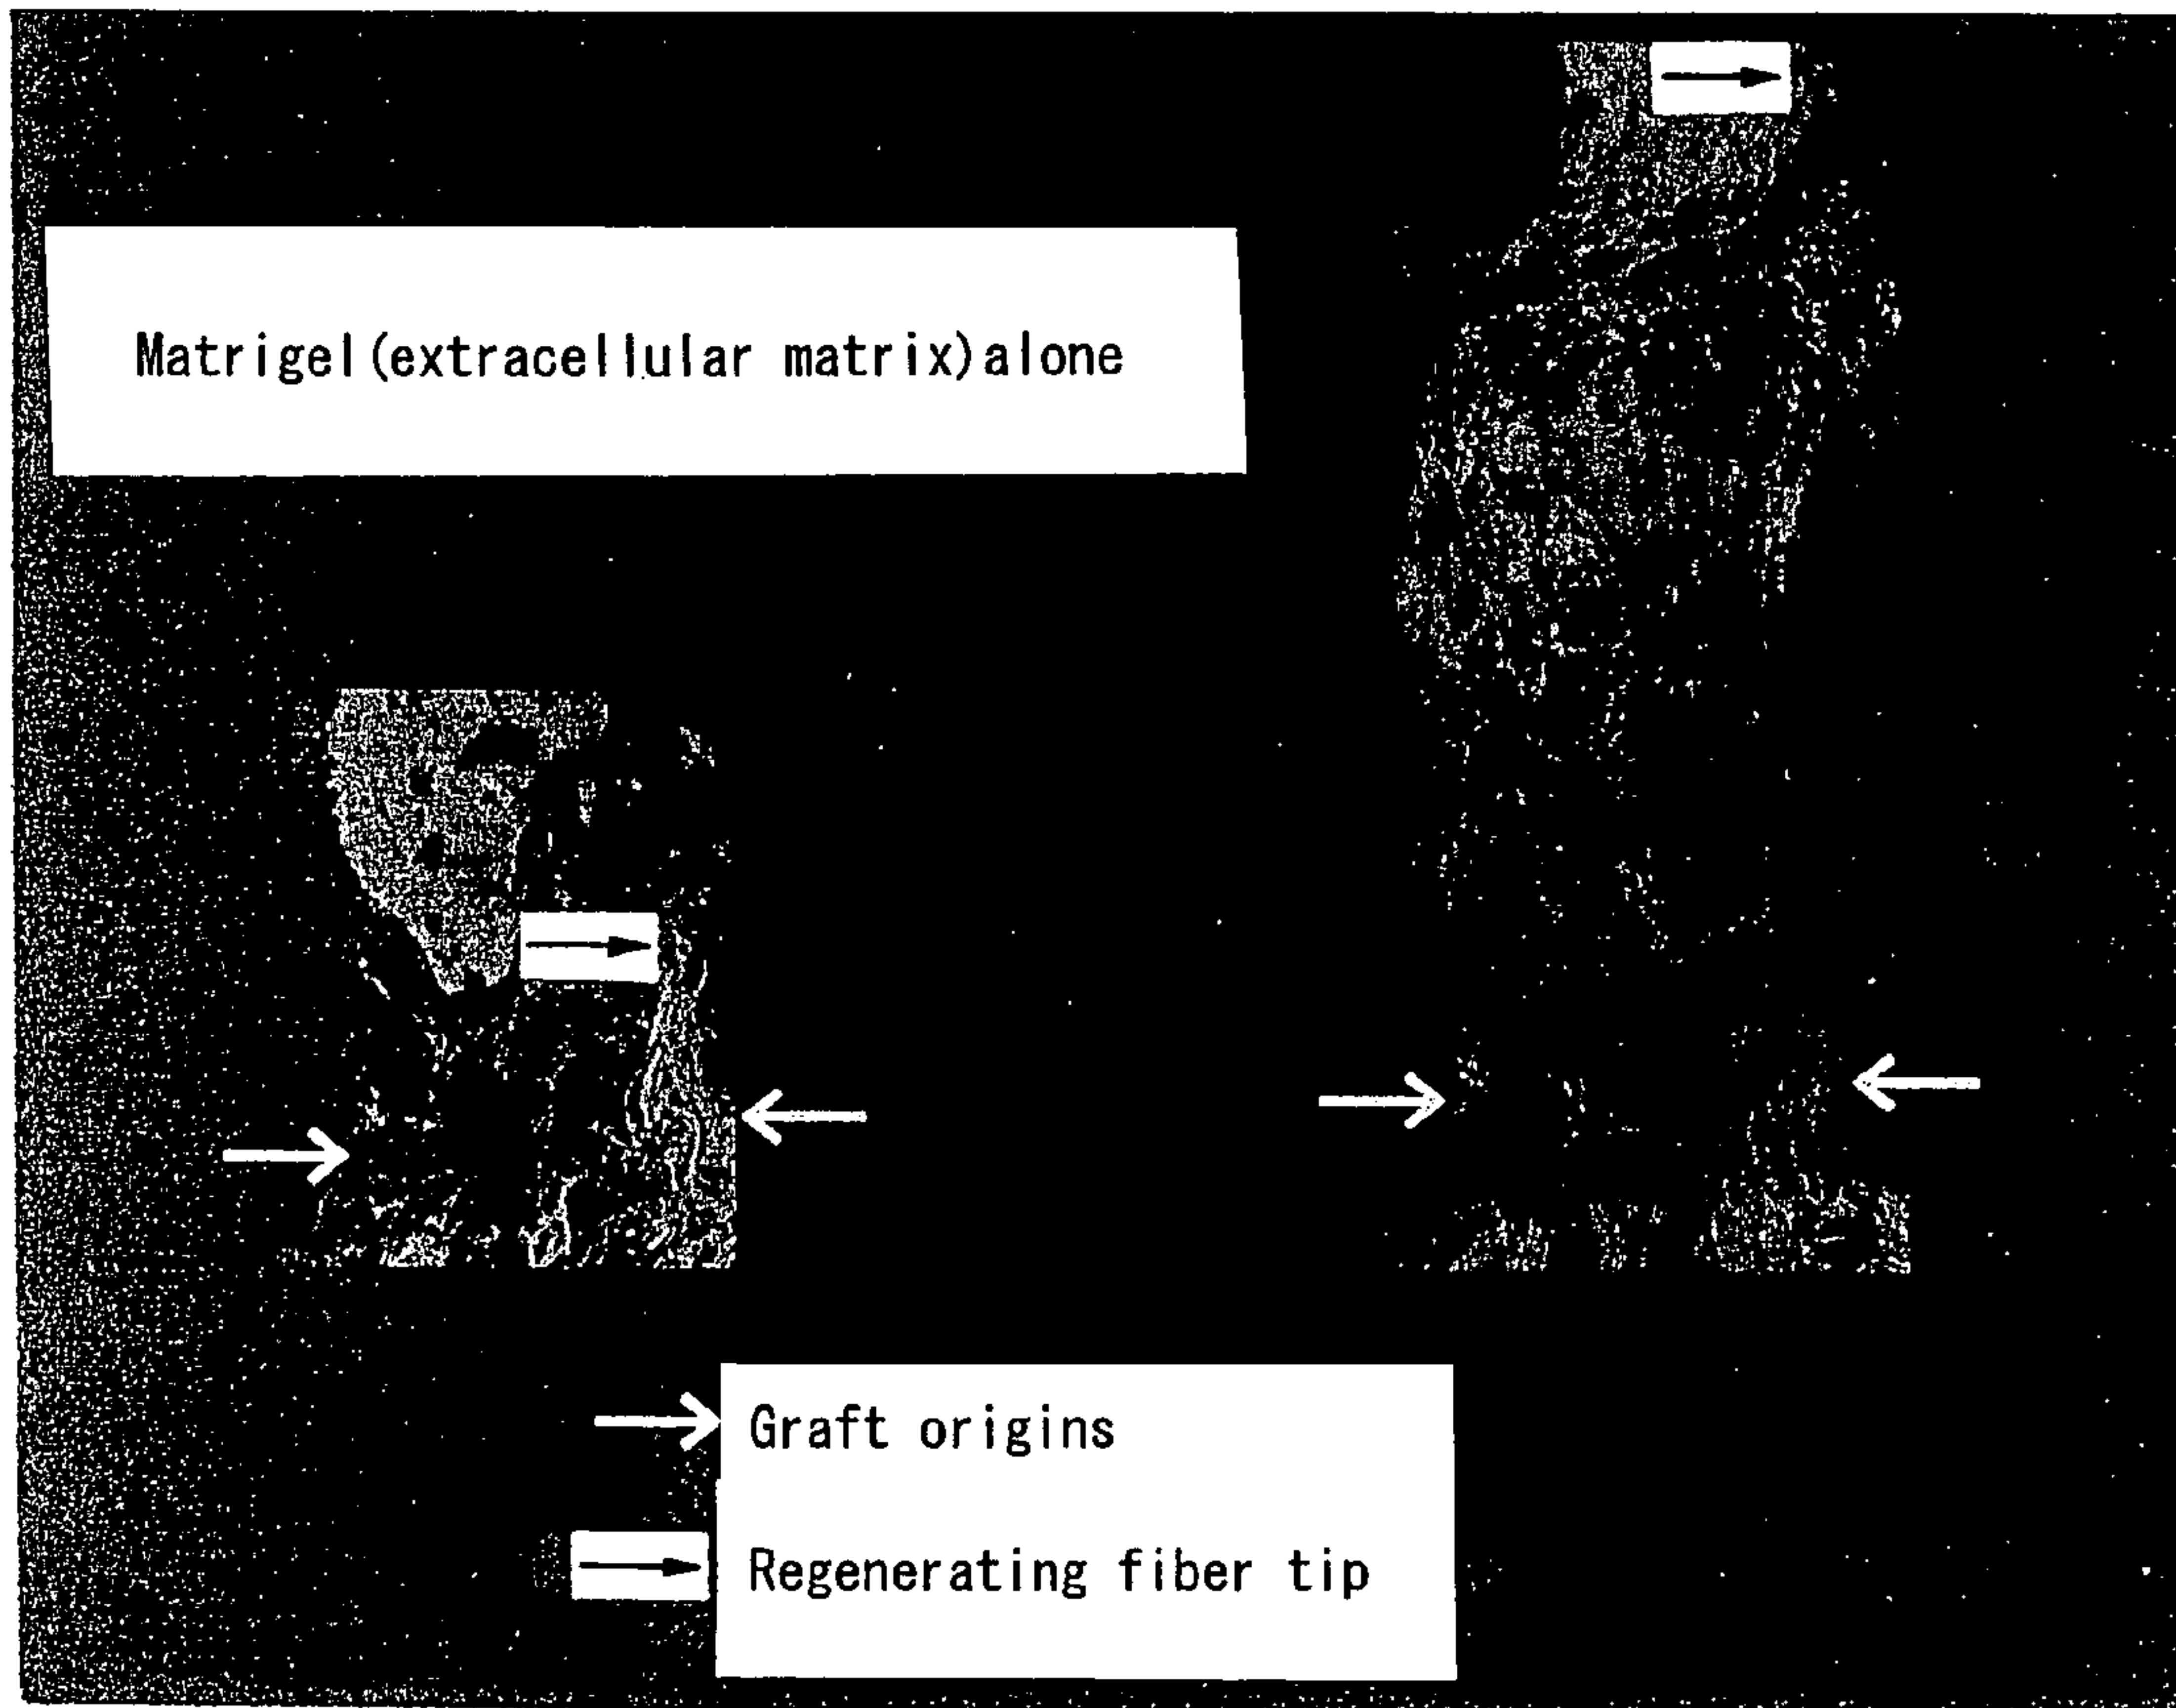 Matrigel(extracellular matrix)alone
Graft origins
Regenerating fiber tip